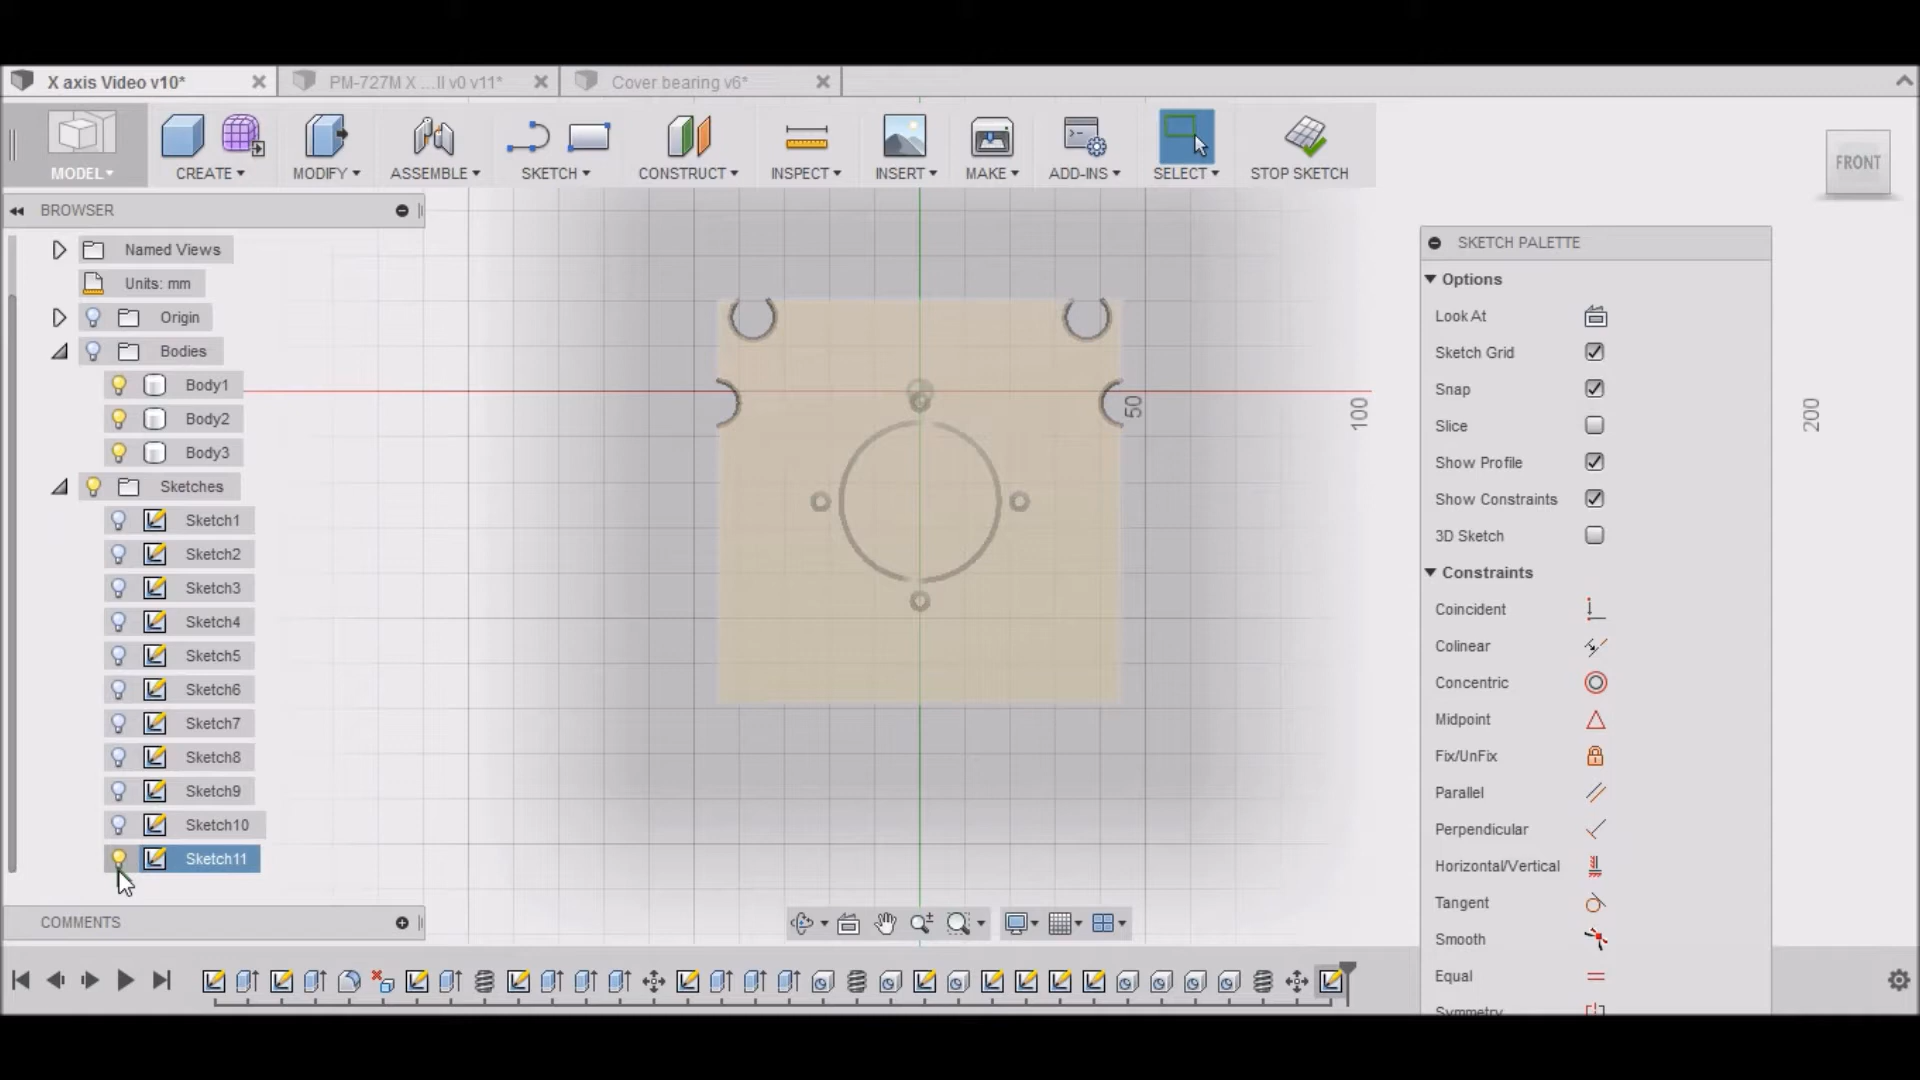 X axis Video v10*
PM-727M X ...II v0 v11*
Cover bearing v6*
MODEL
CREATE
MODIFY
ASSEMBLE
SKETCH
CONSTRUCT
INSPECT
INSERT
MAKE
ADD-INS
SELECT
STOP SKETCH
FRONT
BROWSER
Named Views
Units: mm
Origin
Bodies
Body1
Body2
Body3
Sketches
Sketch1
Sketch2
Sketch3
Sketch4
Sketch5
Sketch6
Sketch7
Sketch8
Sketch9
Sketch10
Sketch11
50
100
200
SKETCH PALETTE
Options
Look At
Sketch Grid
Snap
Slice
Show Profile
Show Constraints
3D Sketch
Constraints
Coincident
Colinear
Concentric
Midpoint
Fix/UnFix
Parallel
Perpendicular
Horizontal/Vertical
Tangent
Smooth
Equal
Symmetry
COMMENTS